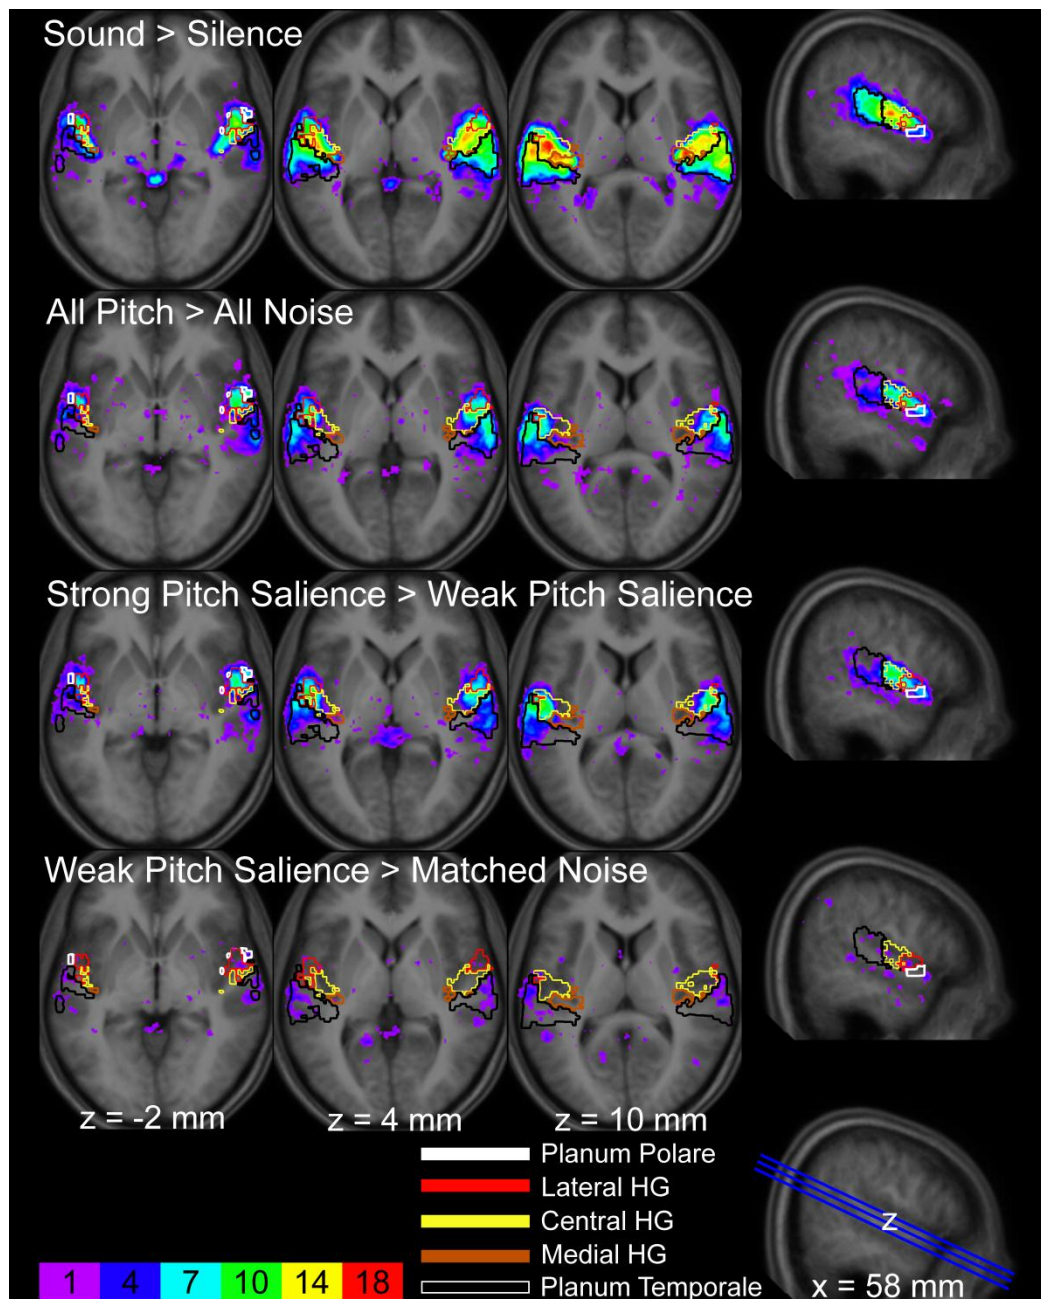 Sound > Silence
All Pitch > All Noise
Strong Pitch Salience > Weak Pitch Salience
Weak Pitch Salience > Matched Noise
z = -2 mm
z = 4 mm
z = 10 mm
Planum Polare
Lateral HG
Central HG
Medial HG
Planum Temporale
1 4 7 10 14 18
z
x = 58 mm